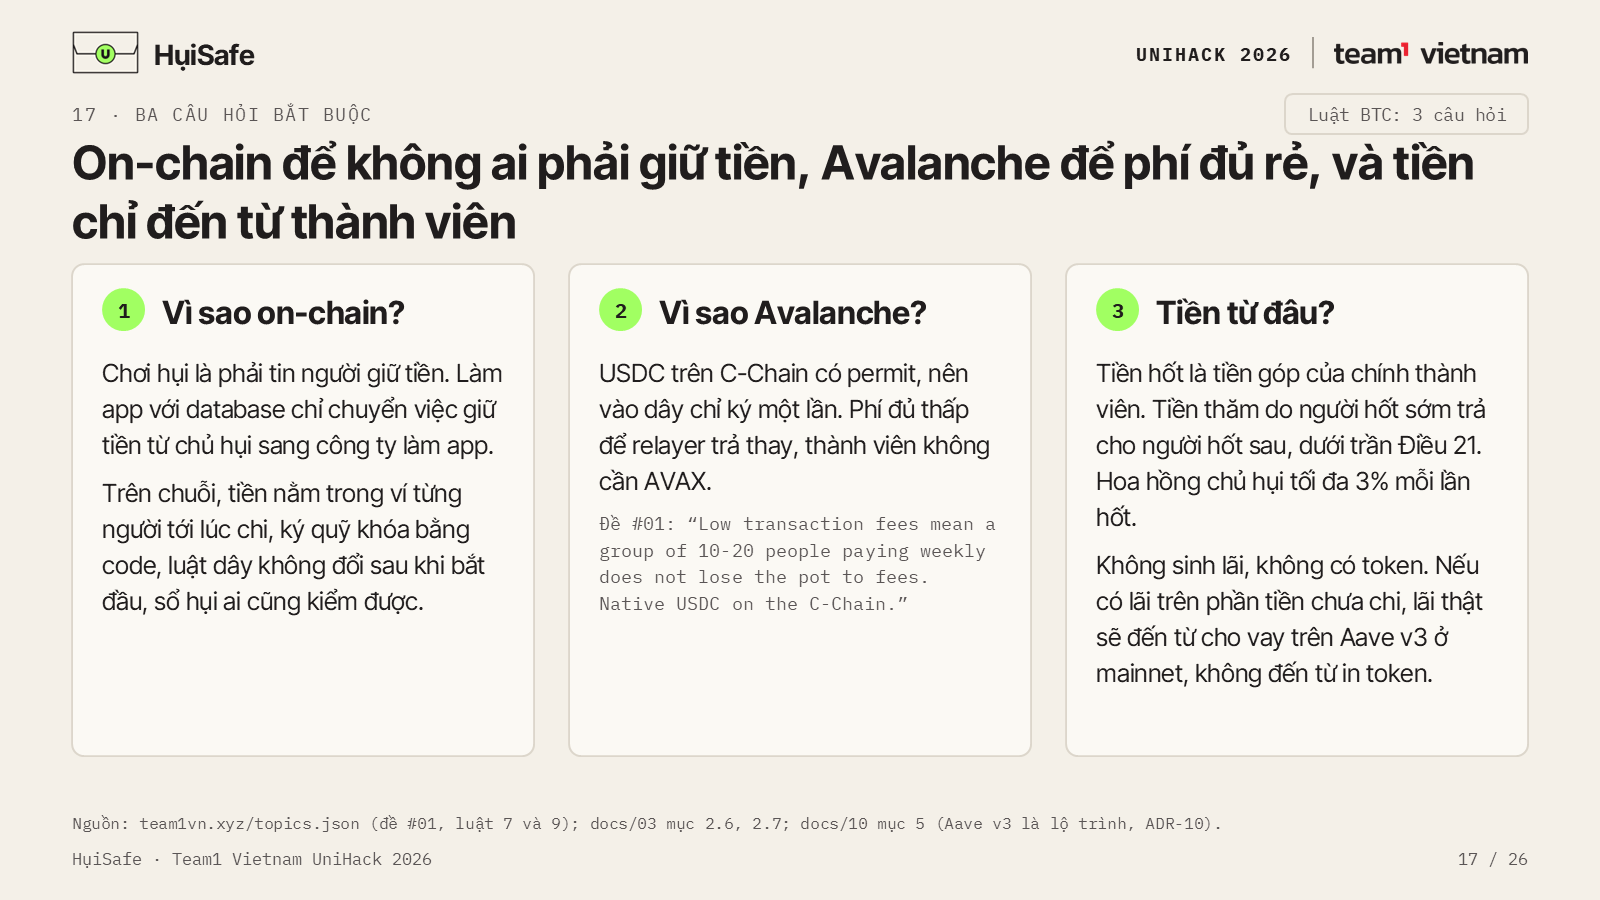 U HụiSafe
UNIHACK 2026 team1 vietnam
17 · BA CÂU HỎI BẮT BUỘC
Luật BTC: 3 câu hỏi
On-chain để không ai phải giữ tiền, Avalanche để phí đủ rẻ, và tiền
chỉ đến từ thành viên
1 Vì sao on-chain?
Chơi hụi là phải tin người giữ tiền. Làm
app với database chỉ chuyển việc giữ
tiền từ chủ hụi sang công ty làm app.
Trên chuỗi, tiền nằm trong ví từng
người tới lúc chi, ký quỹ khóa bằng
code, luật dây không đổi sau khi bắt
đầu, sổ hụi ai cũng kiểm được.
2 Vì sao Avalanche?
USDC trên C-Chain có permit, nên
vào dây chỉ ký một lần. Phí đủ thấp
để relayer trả thay, thành viên không
cần AVAX.
Đề #01: “Low transaction fees mean a
group of 10-20 people paying weekly
does not lose the pot to fees.
Native USDC on the C-Chain.”
3 Tiền từ đâu?
Tiền hốt là tiền góp của chính thành
viên. Tiền thăm do người hốt sớm trả
cho người hốt sau, dưới trần Điều 21.
Hoa hồng chủ hụi tối đa 3% mỗi lần
hốt.
Không sinh lãi, không có token. Nếu
có lãi trên phần tiền chưa chi, lãi thật
sẽ đến từ cho vay trên Aave v3 ở
mainnet, không đến từ in token.
Nguồn: team1vn.xyz/topics.json (đề #01, luật 7 và 9); docs/03 mục 2.6, 2.7; docs/10 mục 5 (Aave v3 là lộ trình, ADR-10).
HụiSafe · Team1 Vietnam UniHack 2026
17 / 26